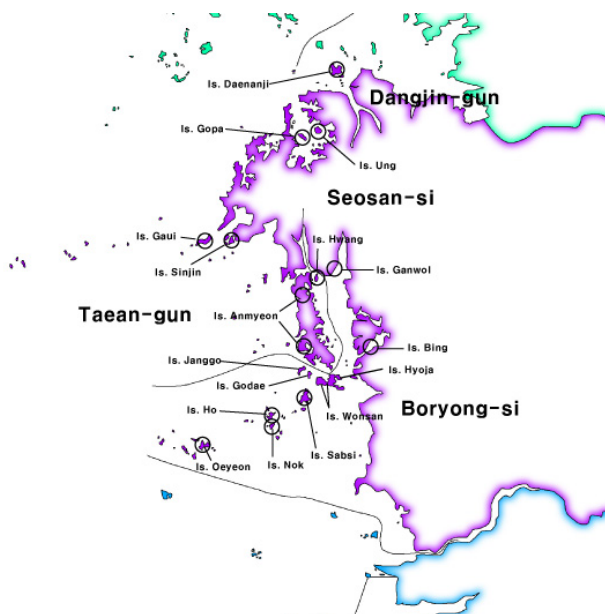 Is. Daenanji
Dangjin-gun
Is. Gopa
Is. Ung
Seosan-si
Is. Gaui
Is. Hwang
Is. Sinjin
Is. Ganwol
Taean-gun
Is. Anmyeon
Is. Bing
Is. Janggo
Is. Hyoja
Is. Godae
Is. Ho
Is. Wonsan
Boryong-si
Is. Sabsi
Is. Oeyeon
Is. Nok